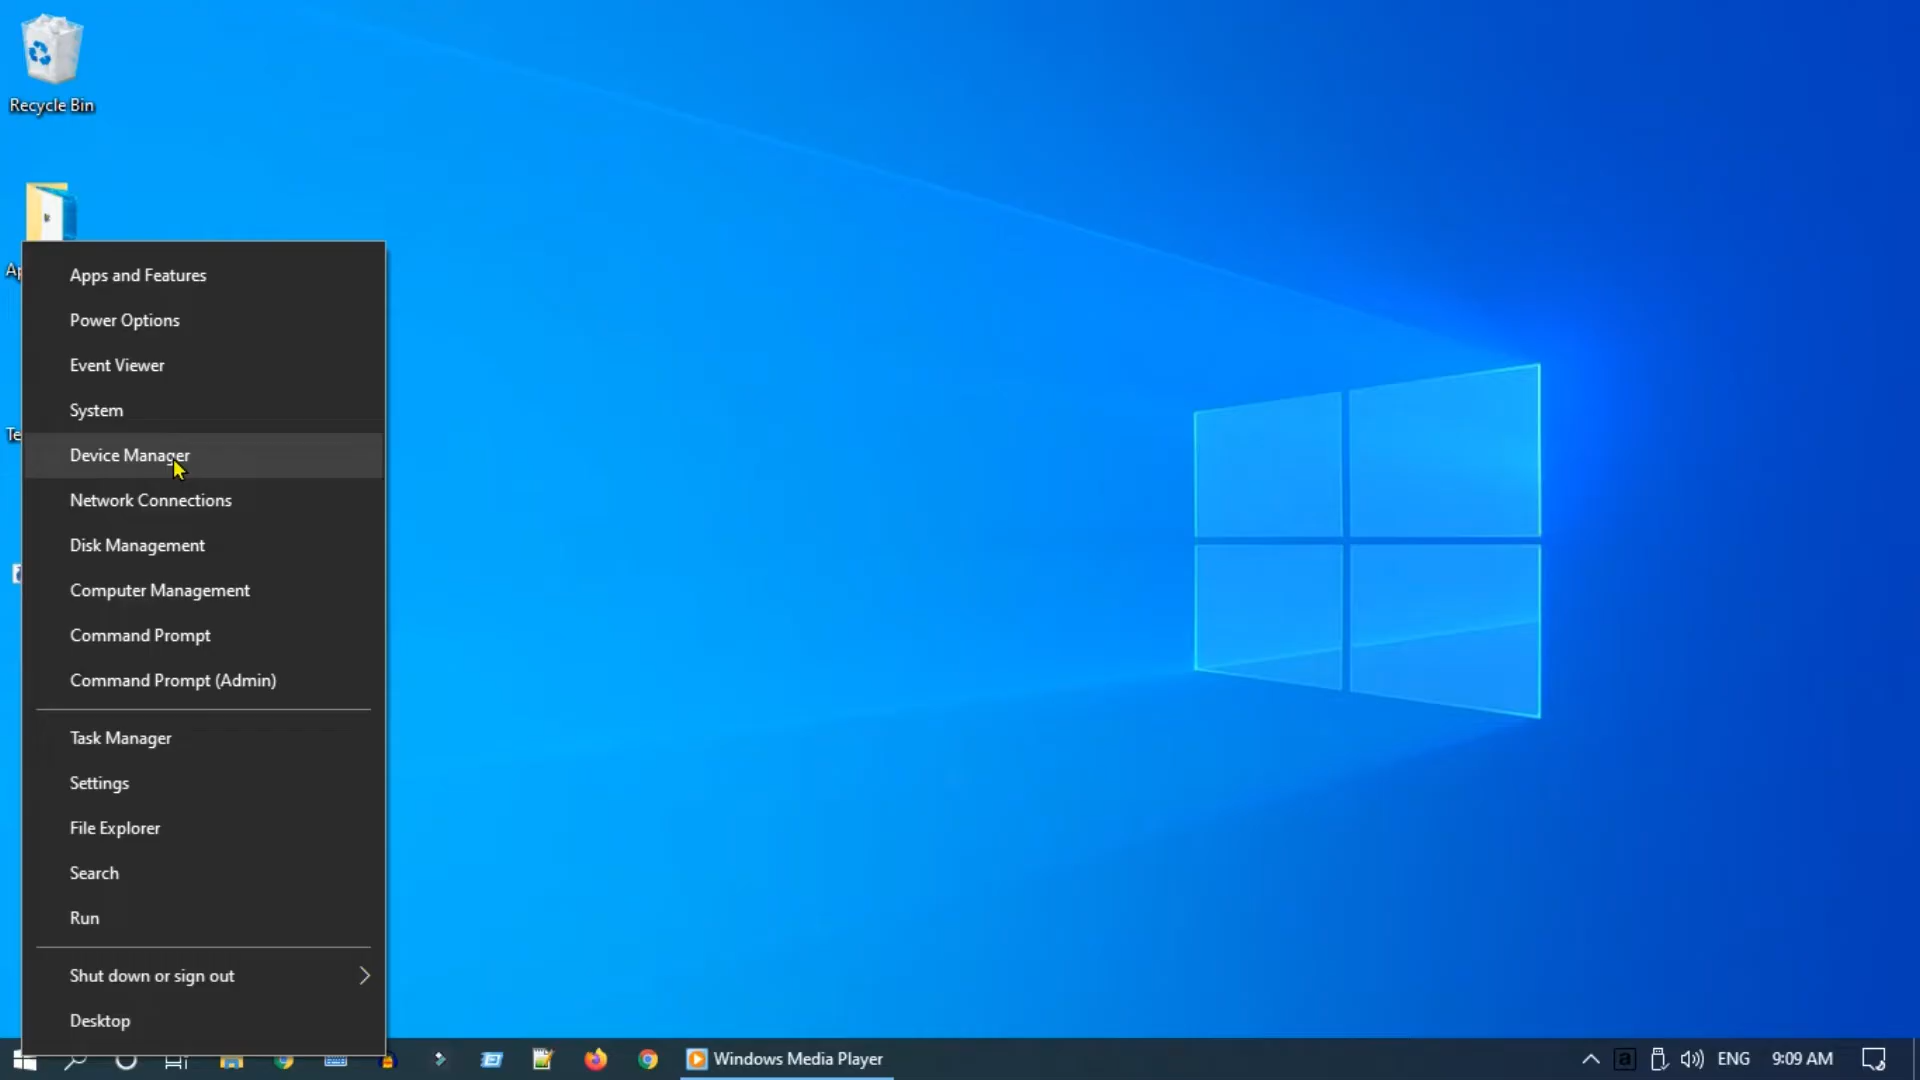 Recycle Bin
Apps and Features
Power Options
Event Viewer
System
Device Manager
Network Connections
Disk Management
Computer Management
Command Prompt
Command Prompt (Admin)
Task Manager
Settings
File Explorer
Search
Run
Shut down or sign out
Desktop
Windows Media Player
ENG
9:09 AM